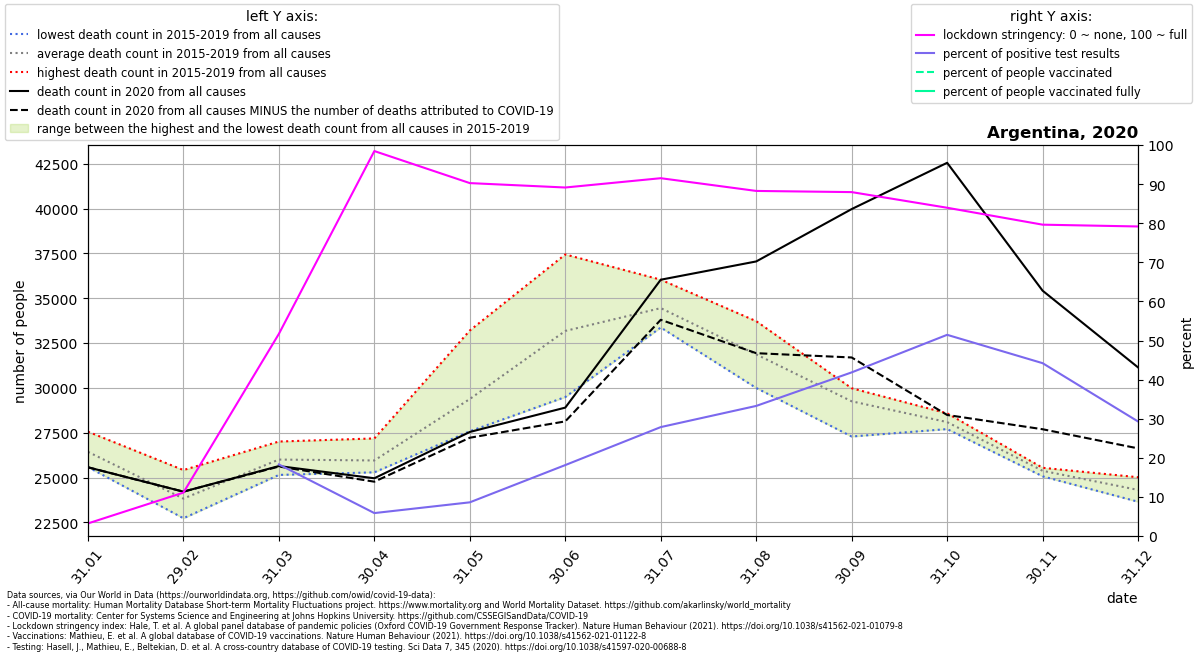 left Y axis:
lowest death count in 2015-2019 from all causes
average death count in 2015-2019 from all causes
highest death count in 2015-2019 from all causes
death count in 2020 from all causes
death count in 2020 from all causes MINUS the number of deaths attributed to COVID-19
range between the highest and the lowest death count from all causes in 2015-2019
right Y axis:
lockdown stringency: 0 ~ none, 100 ~ full
percent of positive test results
percent of people vaccinated
percent of people vaccinated fully
Argentina, 2020
number of people
42500
40000
37500
35000
32500
30000
27500
25000
22500
100
90
80
70
60
50
40
30
20
10
0
percent
31.01
29.02
31.03
30.04
31.05
30.06
31.07
31.08
30.09
31.10
30.11
31.12
date
Data sources, via Our World in Data (https://ourworldindata.org, https://github.com/owid/covid-19-data):
- All-cause mortality: Human Mortality Database Short-term Mortality Fluctuations project. https://www.mortality.org and World Mortality Dataset. https://github.com/akarlinsky/world_mortality
- COVID-19 mortality: Center for Systems Science and Engineering at Johns Hopkins University. https://github.com/CSSEGISandData/COVID-19
- Lockdown stringency index: Hale, T. et al. A global panel database of pandemic policies (Oxford COVID-19 Government Response Tracker). Nature Human Behaviour (2021). https://doi.org/10.1038/s41562-021-01079-8
- Vaccinations: Mathieu, E. et al. A global database of COVID-19 vaccinations. Nature Human Behaviour (2021). https://doi.org/10.1038/s41562-021-01122-8
- Testing: Hasell, J., Mathieu, E., Beltekian, D. et al. A cross-country database of COVID-19 testing. Sci Data 7, 345 (2020). https://doi.org/10.1038/s41597-020-00688-8